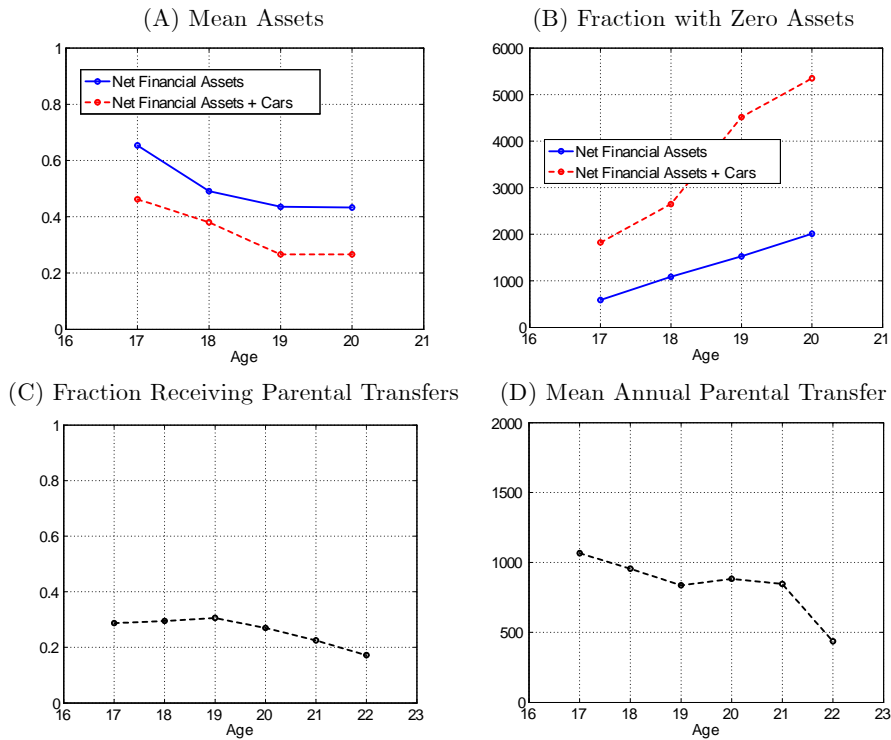 (A) Mean Assets
1
0.8
0.6
0.4
0.2
0
Net Financial Assets
Net Financial Assets + Cars
16 17 18 19 20 21
Age
(B) Fraction with Zero Assets
6000
5000
4000
3000
2000
1000
0
Net Financial Assets
Net Financial Assets + Cars
16 17 18 19 20 21
Age
(C) Fraction Receiving Parental Transfers
1
0.8
0.6
0.4
0.2
0
16 17 18 19 20 21 22 23
Age
(D) Mean Annual Parental Transfer
2000
1500
1000
500
0
16 17 18 19 20 21 22 23
Age